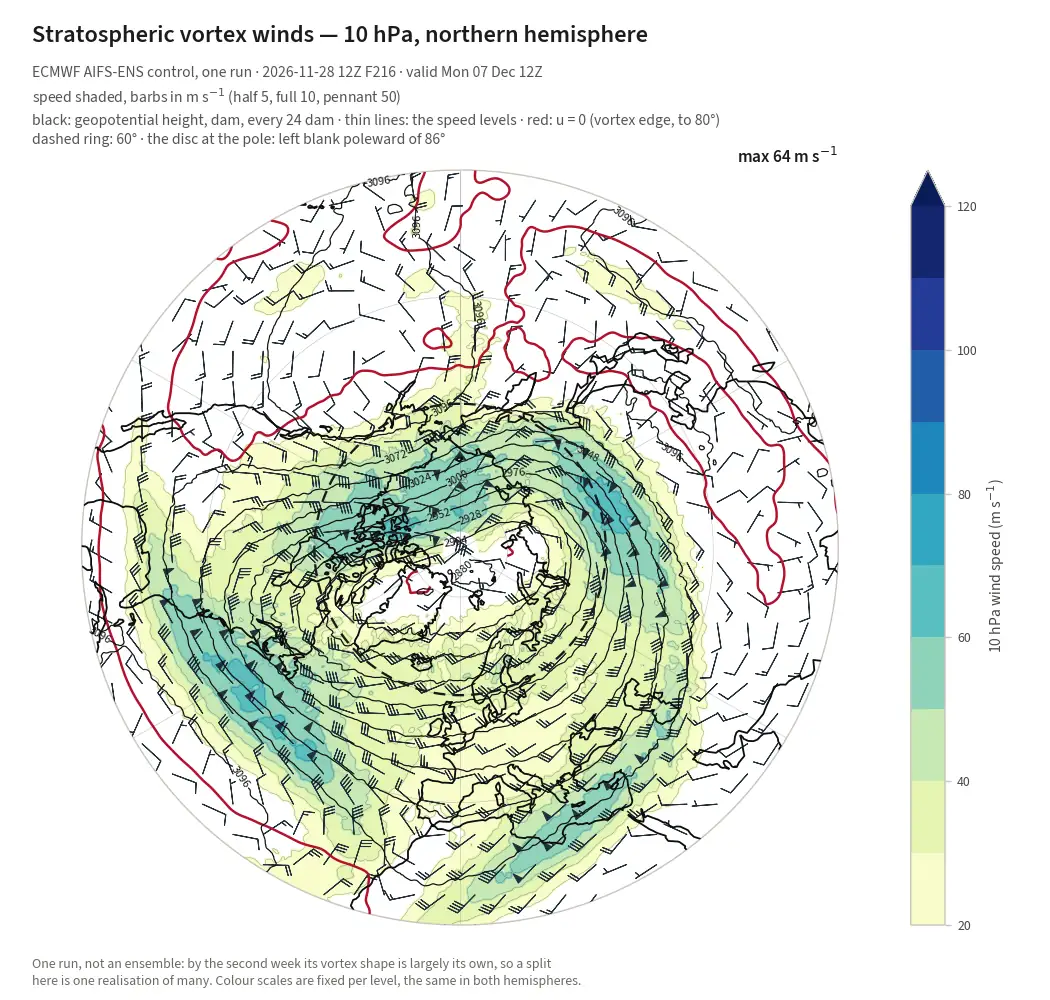 Stratospheric vortex winds — 10 hPa, northern hemisphere
ECMWF AIFS-ENS control, one run · 2026-11-28 12Z F216 · valid Mon 07 Dec 12Z
speed shaded, barbs in m s⁻¹ (half 5, full 10, pennant 50)
black: geopotential height, dam, every 24 dam · thin lines: the speed levels · red: u = 0 (vortex edge, to 80°)
dashed ring: 60° · the disc at the pole: left blank poleward of 86°
max 64 m s⁻¹
3096
3096
3096
3096
3072
3024
3000
2976
3048
3096
2952
2928
2904
2880
3096
120
100
80
60
40
20
10 hPa wind speed (m s⁻¹)
One run, not an ensemble: by the second week its vortex shape is largely its own, so a split
here is one realisation of many. Colour scales are fixed per level, the same in both hemispheres.